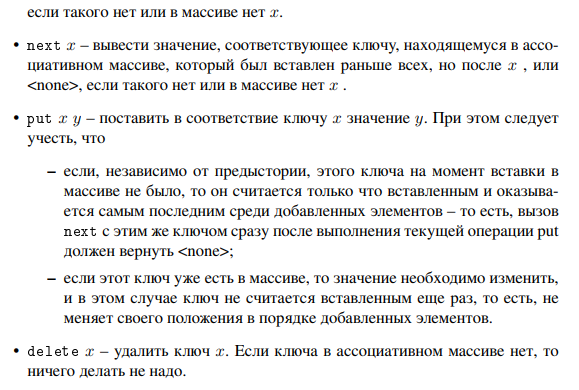 если такого нет или в массиве нет x.
• next x – вывести значение, соответствующее ключу, находящемуся в ассо-
циативном массиве, который был вставлен раньше всех, но после x , или
<none>, если такого нет или в массиве нет x .
• put x y – поставить в соответствие ключу x значение y. При этом следует
учесть, что
– если, независимо от предыстории, этого ключа на момент вставки в
массиве не было, то он считается только что вставленным и оказыва-
ется самым последним среди добавленных элементов – то есть, вызов
next с этим же ключом сразу после выполнения текущей операции put
должен вернуть <none>;
– если этот ключ уже есть в массиве, то значение необходимо изменить,
и в этом случае ключ не считается вставленным еще раз, то есть, не
меняет своего положения в порядке добавленных элементов.
• delete x – удалить ключ x. Если ключа в ассоциативном массиве нет, то
ничего делать не надо.